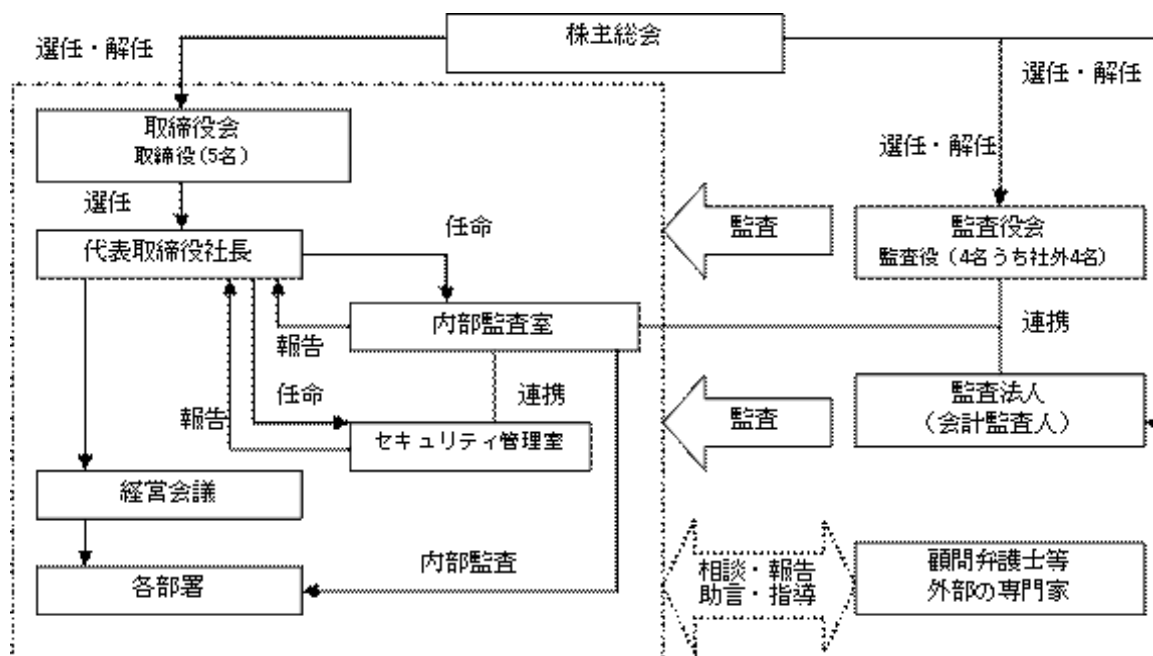 株主総会
選任・解任
選任・解任
取締役会
取締役(5名)
選任・解任
選任
代表取締役社長
任命
監査
監査役会
監査役(4名うち社外4名)
内部監査室
報告
連携
任命
連携
報告
セキュリティ管理室
監査
監査法人
(会計監査人)
経営会議
内部監査
各部署
相談・報告
助言・指導
顧問弁護士等
外部の専門家